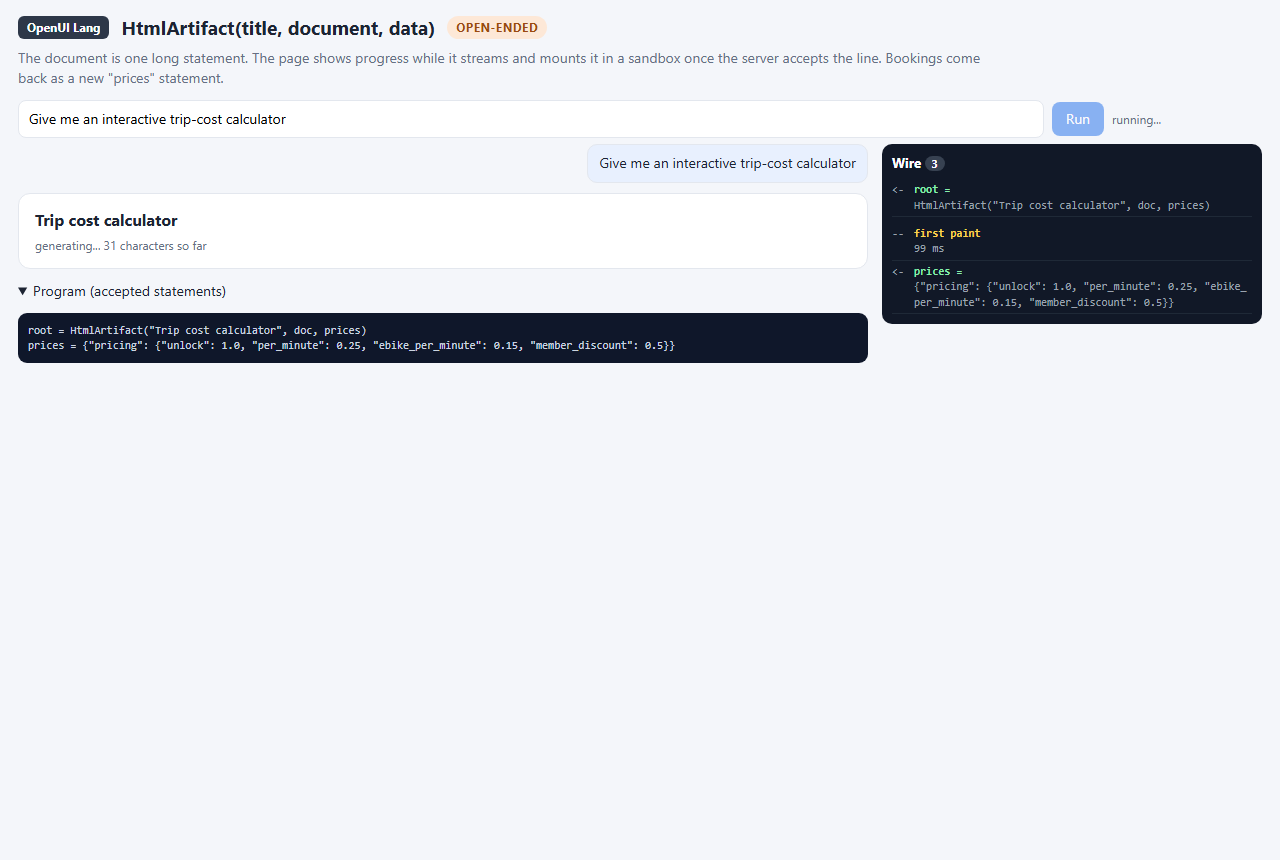 OpenUI Lang HtmlArtifact(title, document, data) OPEN-ENDED
The document is one long statement. The page shows progress while it streams and mounts it in a sandbox once the server accepts the line. Bookings come
back as a new "prices" statement.
Give me an interactive trip-cost calculator
Run running...
Give me an interactive trip-cost calculator
Trip cost calculator
generating... 31 characters so far
▼ Program (accepted statements)
root = HtmlArtifact("Trip cost calculator", doc, prices)
prices = {"pricing": {"unlock": 1.0, "per_minute": 0.25, "ebike_per_minute": 0.15, "member_discount": 0.5}}
Wire 3
<- root =
HtmlArtifact("Trip cost calculator", doc, prices)
-- first paint
99 ms
<- prices =
{"pricing": {"unlock": 1.0, "per_minute": 0.25, "ebike_
per_minute": 0.15, "member_discount": 0.5}}